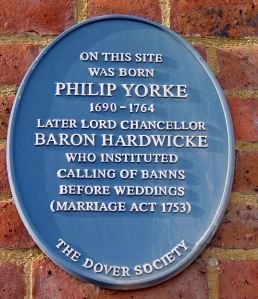 ON THIS SITE
WAS BORN
PHILIP YORKE
1690-1764
LATER LORD CHANCELLOR
BARON HARDWICKE
WHO INSTITUTED
CALLING OF BANNS
BEFORE WEDDINGS
(MARRIAGE ACT 1753)
THE DOVER SOCIETY